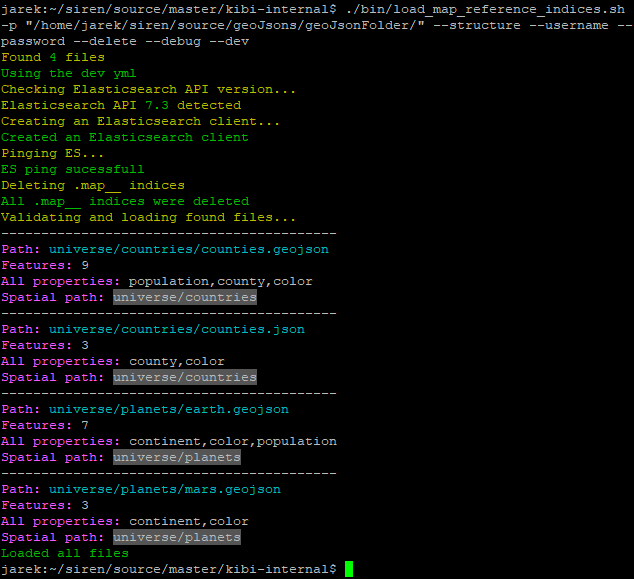 jarek:~/siren/source/master/kibi-internal$ ./bin/load_map_reference_indices.sh
-p "/home/jarek/siren/source/geoJsons/geoJsonFolder/" --structure --username --
password --delete --debug --dev
Found 4 files
Using the dev yml
Checking Elasticsearch API version...
Elasticsearch API 7.3 detected
Creating an Elasticsearch client...
Created an Elasticsearch client
Pinging ES...
ES ping sucessfull
Deleting .map__ indices
All .map__ indices were deleted
Validating and loading found files...
------------------------------------------
Path: universe/countries/counties.geojson
Features: 9
All properties: population,county,color
Spatial path: universe/countries
------------------------------------------
Path: universe/countries/counties.json
Features: 3
All properties: county,color
Spatial path: universe/countries
------------------------------------------
Path: universe/planets/earth.geojson
Features: 7
All properties: continent,color,population
Spatial path: universe/planets
------------------------------------------
Path: universe/planets/mars.geojson
Features: 3
All properties: continent,color
Spatial path: universe/planets
Loaded all files
jarek:~/siren/source/master/kibi-internal$